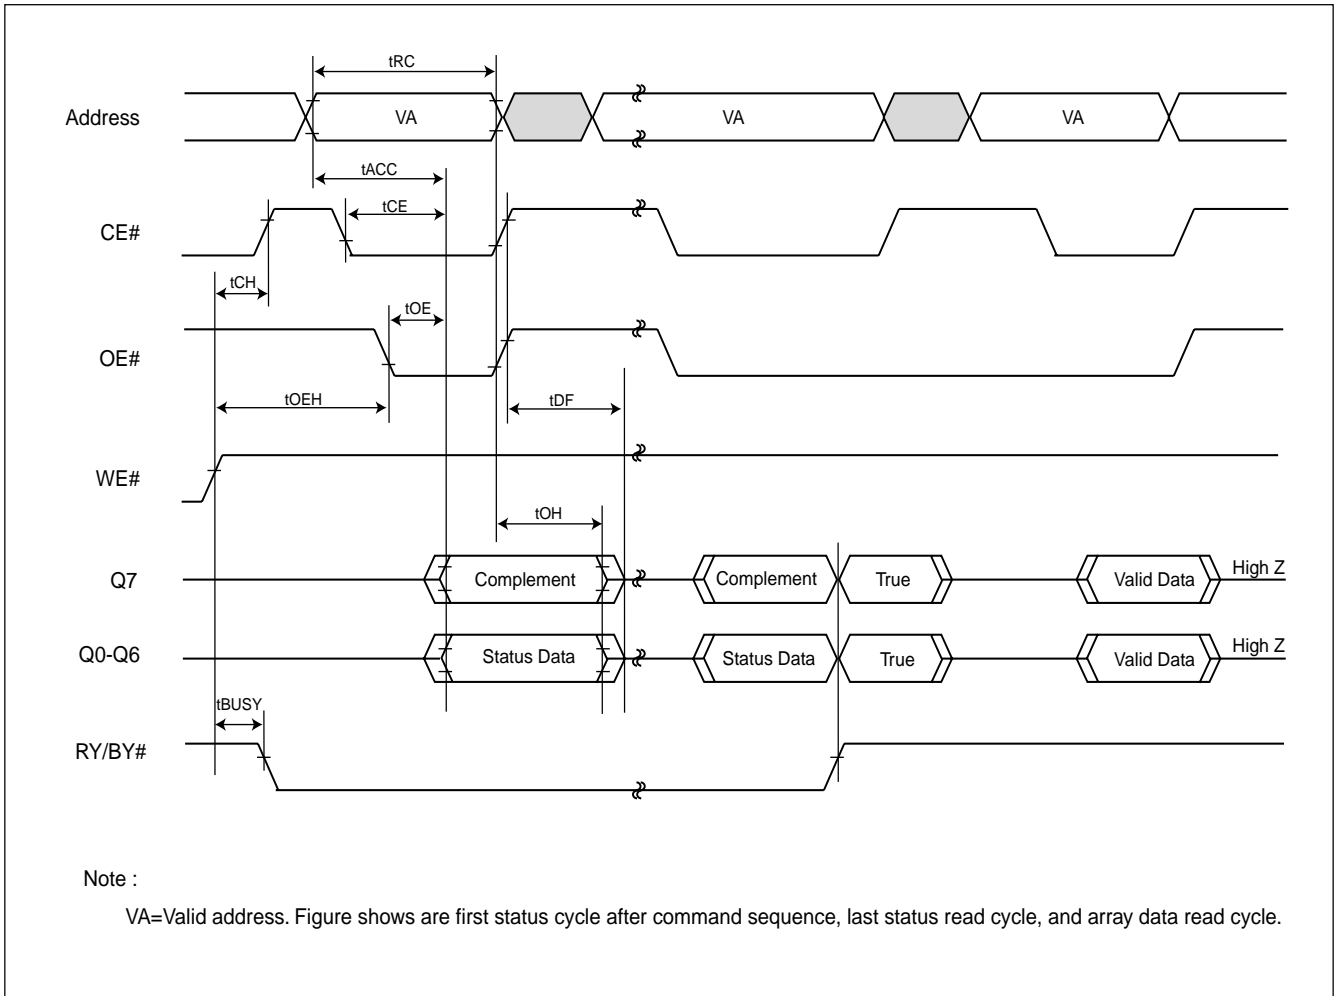 tRC
Address VA VA VA
tACC
tCE
CE#
tCH
tOE
OE#
tOEH tDF
WE#
tOH
Q7 Complement Complement True Valid Data High Z
Q0-Q6 Status Data Status Data True Valid Data High Z
tBUSY
RY/BY#
Note :
VA=Valid address. Figure shows are first status cycle after command sequence, last status read cycle, and array data read cycle.